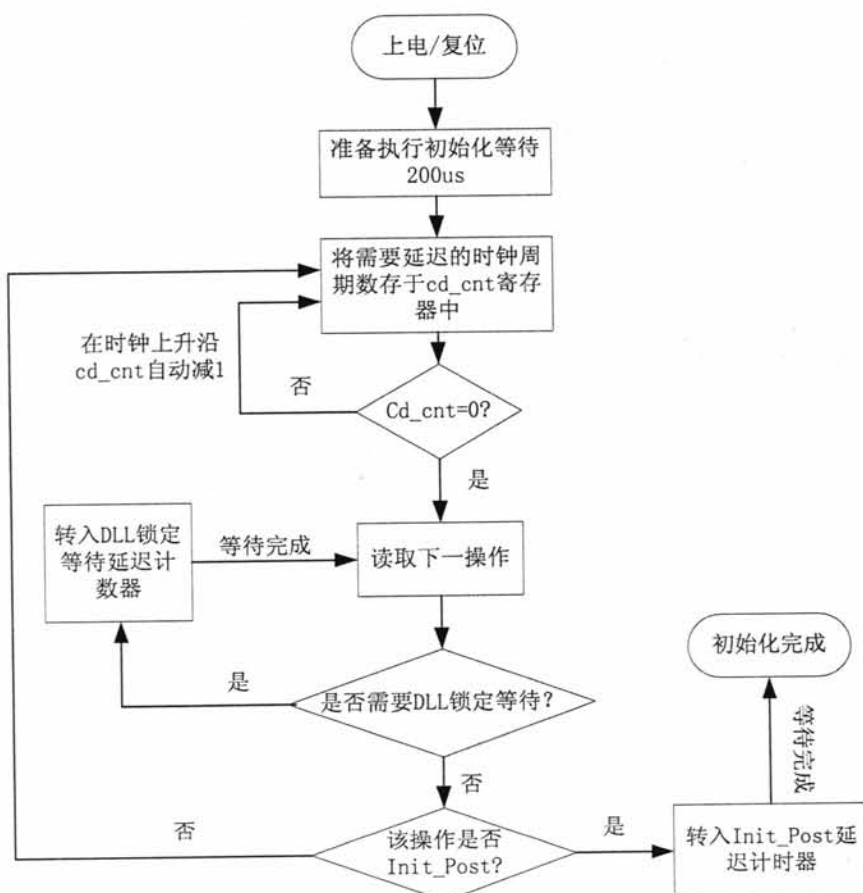 上电/复位
准备执行初始化等待
200us
将需要延迟的时钟周
期数存于cd_cnt寄存
器中
在时钟上升沿
cd_cnt自动减1
否
Cd_cnt=0?
是
转入DLL锁定
等待延迟计
数器
等待完成
读取下一操作
初始化完成
是
是否需要DLL锁定等待?
等待完成
否
否
该操作是否
Init_Post?
是
转入Init_Post延
迟计时器